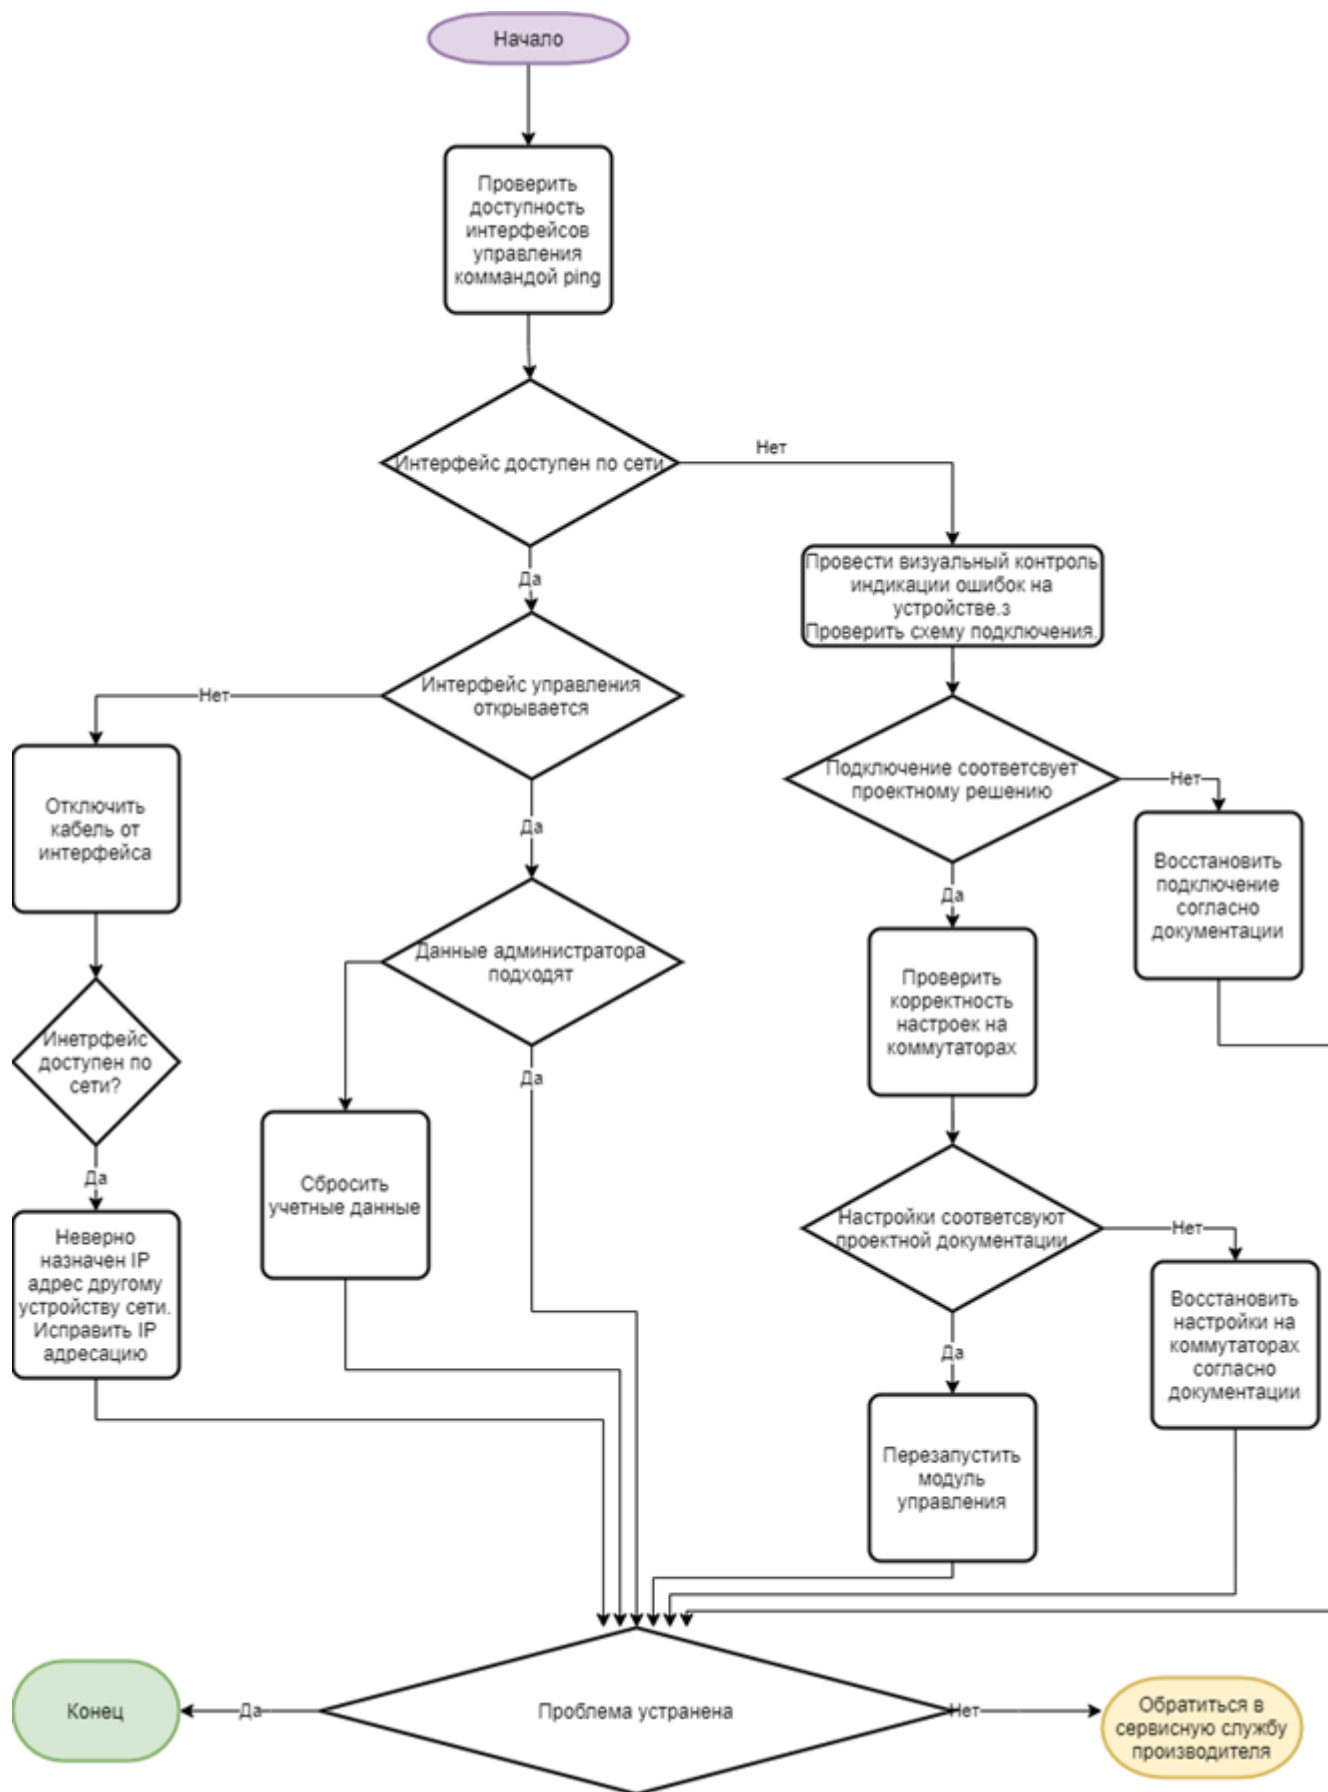 Начало
Проверить
доступность
интерфейсов
управления
коммандой ping
Интерфейс доступен по сети
Нет
Да
Провести визуальный контроль
индикации ошибок на
устройстве.з
Проверить схему подключения.
Интерфейс управления
открывается
Нет
Да
Подключение соответсвует
проектному решению
Нет
Да
Отключить
кабель от
интерфейса
Восстановить
подключение
согласно
документации
Данные администратора
подходят
Да
Проверить
корректность
настроек на
коммутаторах
Инетрфейс
доступен по
сети?
Да
Сбросить
учетные данные
Настройки соответсвуют
проектной документации
Нет
Да
Неверно
назначен IP
адрес другому
устройству сети.
Исправить IP
адресацию
Восстановить
настройки на
коммутаторах
согласно
документации
Перезапустить
модуль
управления
Проблема устранена
Да
Нет
Конец
Обратиться в
сервисную службу
производителя